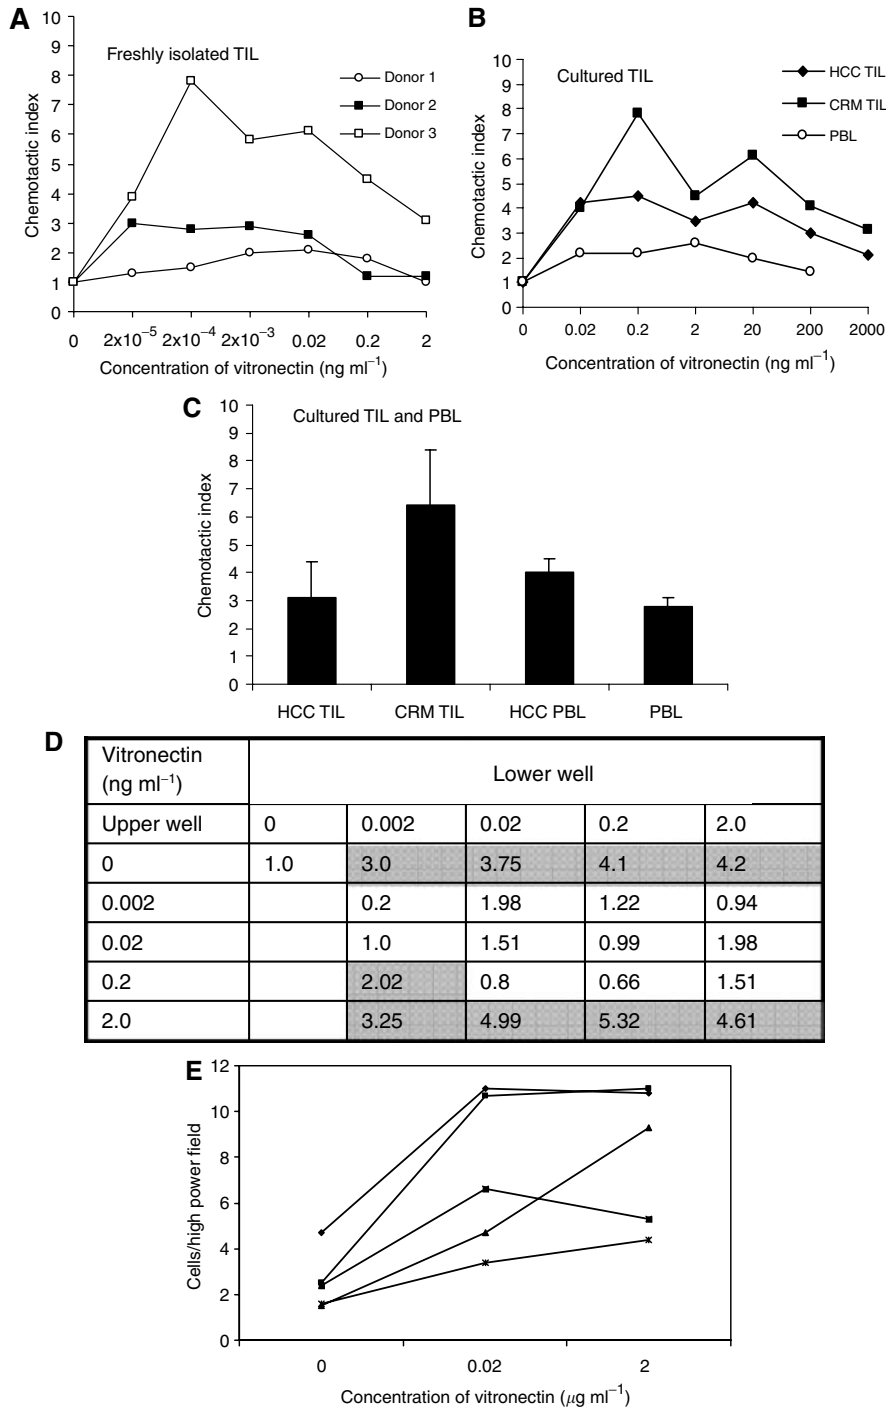 A
Freshly isolated TIL
Donor 1
Donor 2
Donor 3
Chemotactic index
10
9
8
7
6
5
4
3
2
1
0
0 2x10⁻⁵ 2x10⁻⁴ 2x10⁻³ 0.02 0.2 2
Concentration of vitronectin (ng ml⁻¹)
B
Cultured TIL
HCC TIL
CRM TIL
PBL
Chemotactic index
10
9
8
7
6
5
4
3
2
1
0
0 0.02 0.2 2 20 200 2000
Concentration of vitronectin (ng ml⁻¹)
C
Cultured TIL and PBL
Chemotactic index
10
9
8
7
6
5
4
3
2
1
0
HCC TIL CRM TIL HCC PBL PBL
D
Vitronectin
(ng ml⁻¹)
Lower well
Upper well 0 0.002 0.02 0.2 2.0
0 1.0 3.0 3.75 4.1 4.2
0.002 0.2 1.98 1.22 0.94
0.02 1.0 1.51 0.99 1.98
0.2 2.02 0.8 0.66 1.51
2.0 3.25 4.99 5.32 4.61
E
Cells/high power field
12
10
8
6
4
2
0
0 0.02 2
Concentration of vitronectin (μg ml⁻¹)